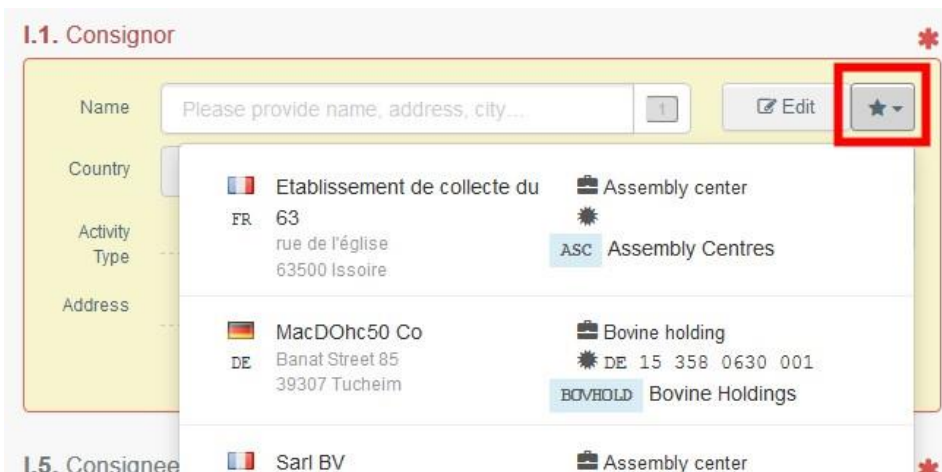 I.1. Consignor
Name Please provide name, address, city... 1 Edit
Country
Activity
Type
Address
Etablissement de collecte du Assembly center
FR 63
rue de l'église ASC Assembly Centres
63500 Issoire
MacDOhc50 Co Bovine holding
DE Banat Street 85 DE 15 358 0630 001
39307 Tucheim BOVHOLD Bovine Holdings
I.5. Consignee Sarl BV Assembly center